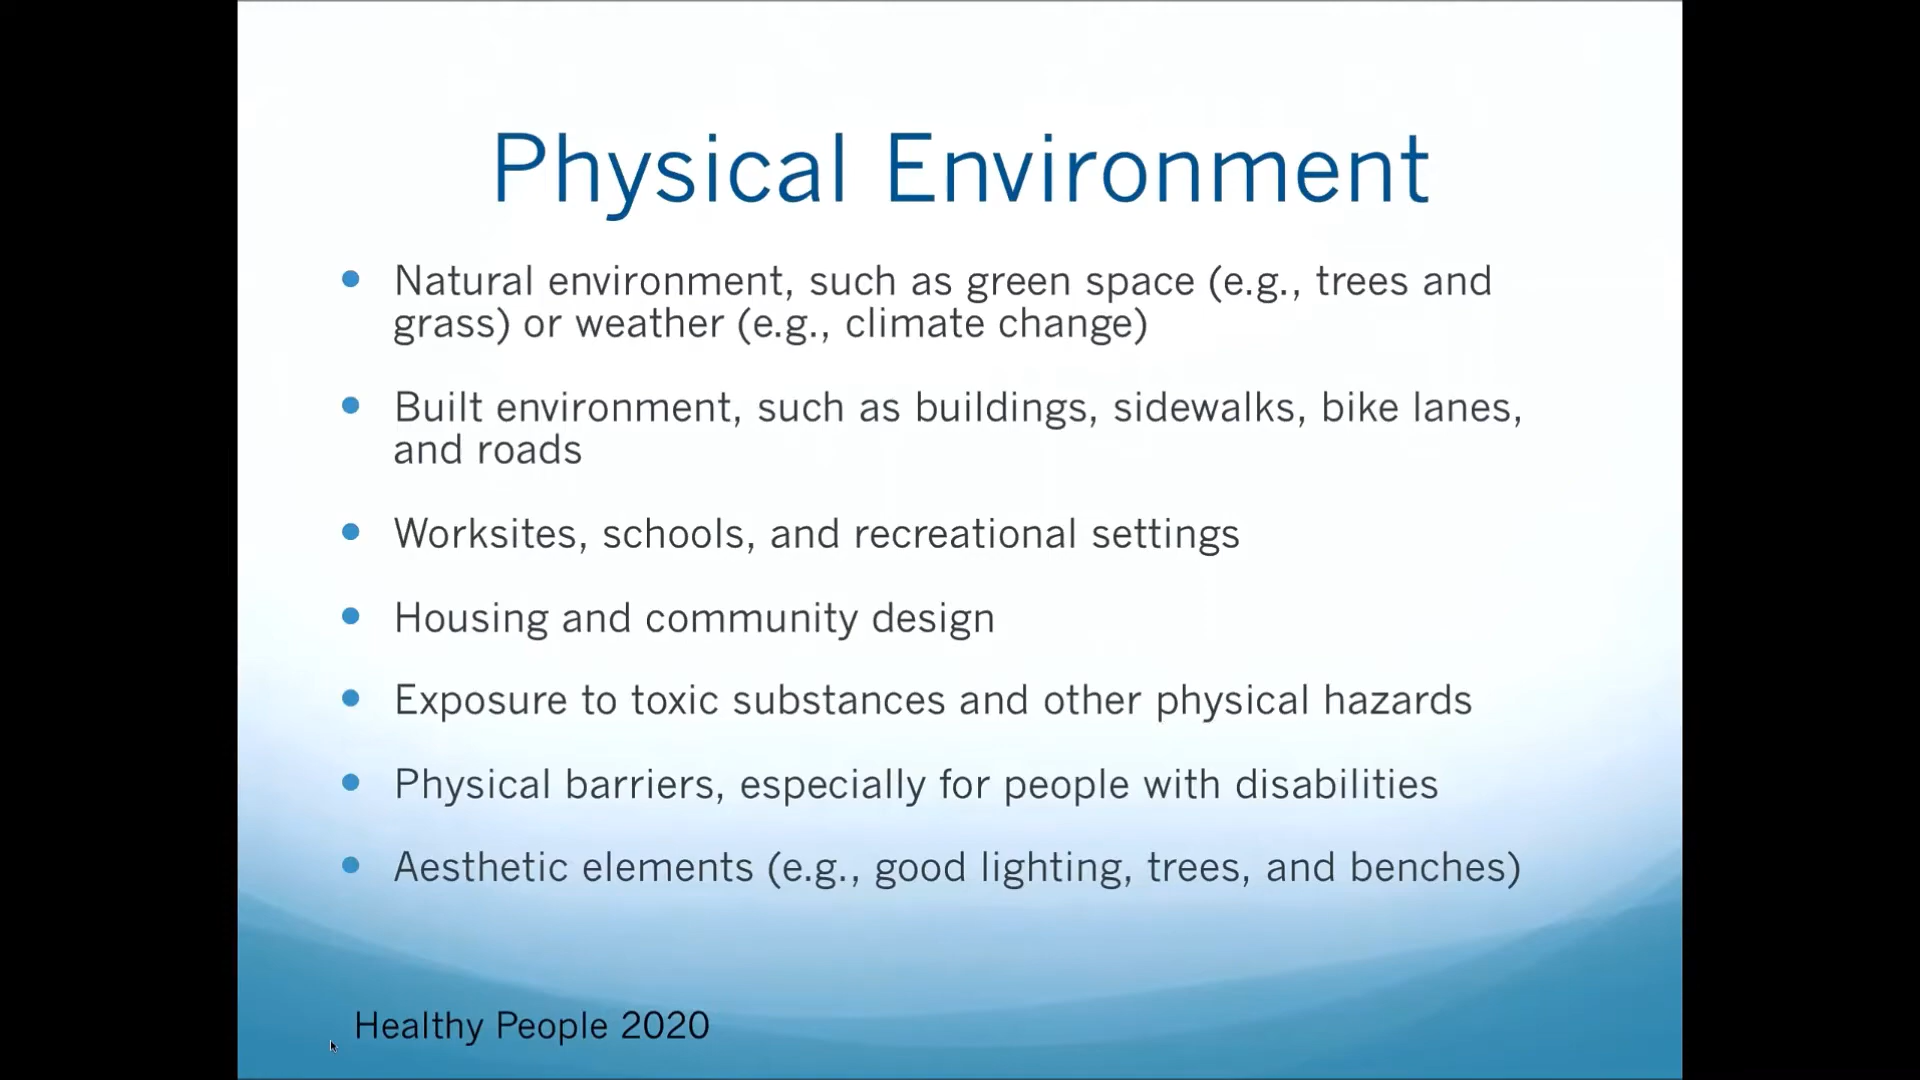 Physical Environment
Natural environment, such as green space (e.g., trees and
grass) or weather (e.g., climate change)
Built environment, such as buildings, sidewalks, bike lanes,
and roads
Worksites, schools, and recreational settings
Housing and community design
Exposure to toxic substances and other physical hazards
Physical barriers, especially for people with disabilities
Aesthetic elements (e.g., good lighting, trees, and benches)
Healthy People 2020